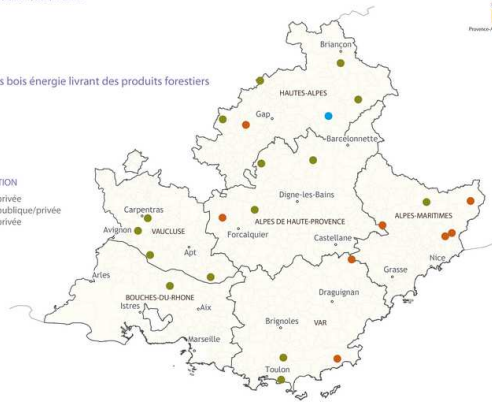 Provence-A
s bois énergie livrant des produits forestiers
TION
privée
publique/privée
privée
Briançon
HAUTES-ALPES
Gap
Barcelonnette
Digne-les-Bains
ALPES DE HAUTE-PROVENCE
Forcalquier
Castellane
ALPES-MARITIMES
Nice
Grasse
Carpentras
Avignon
VAUCLUSE
Apt
Arles
BOUCHES-DU-RHONE
Istres
Aix
Marseille
Draguignan
Brignoles
VAR
Toulon